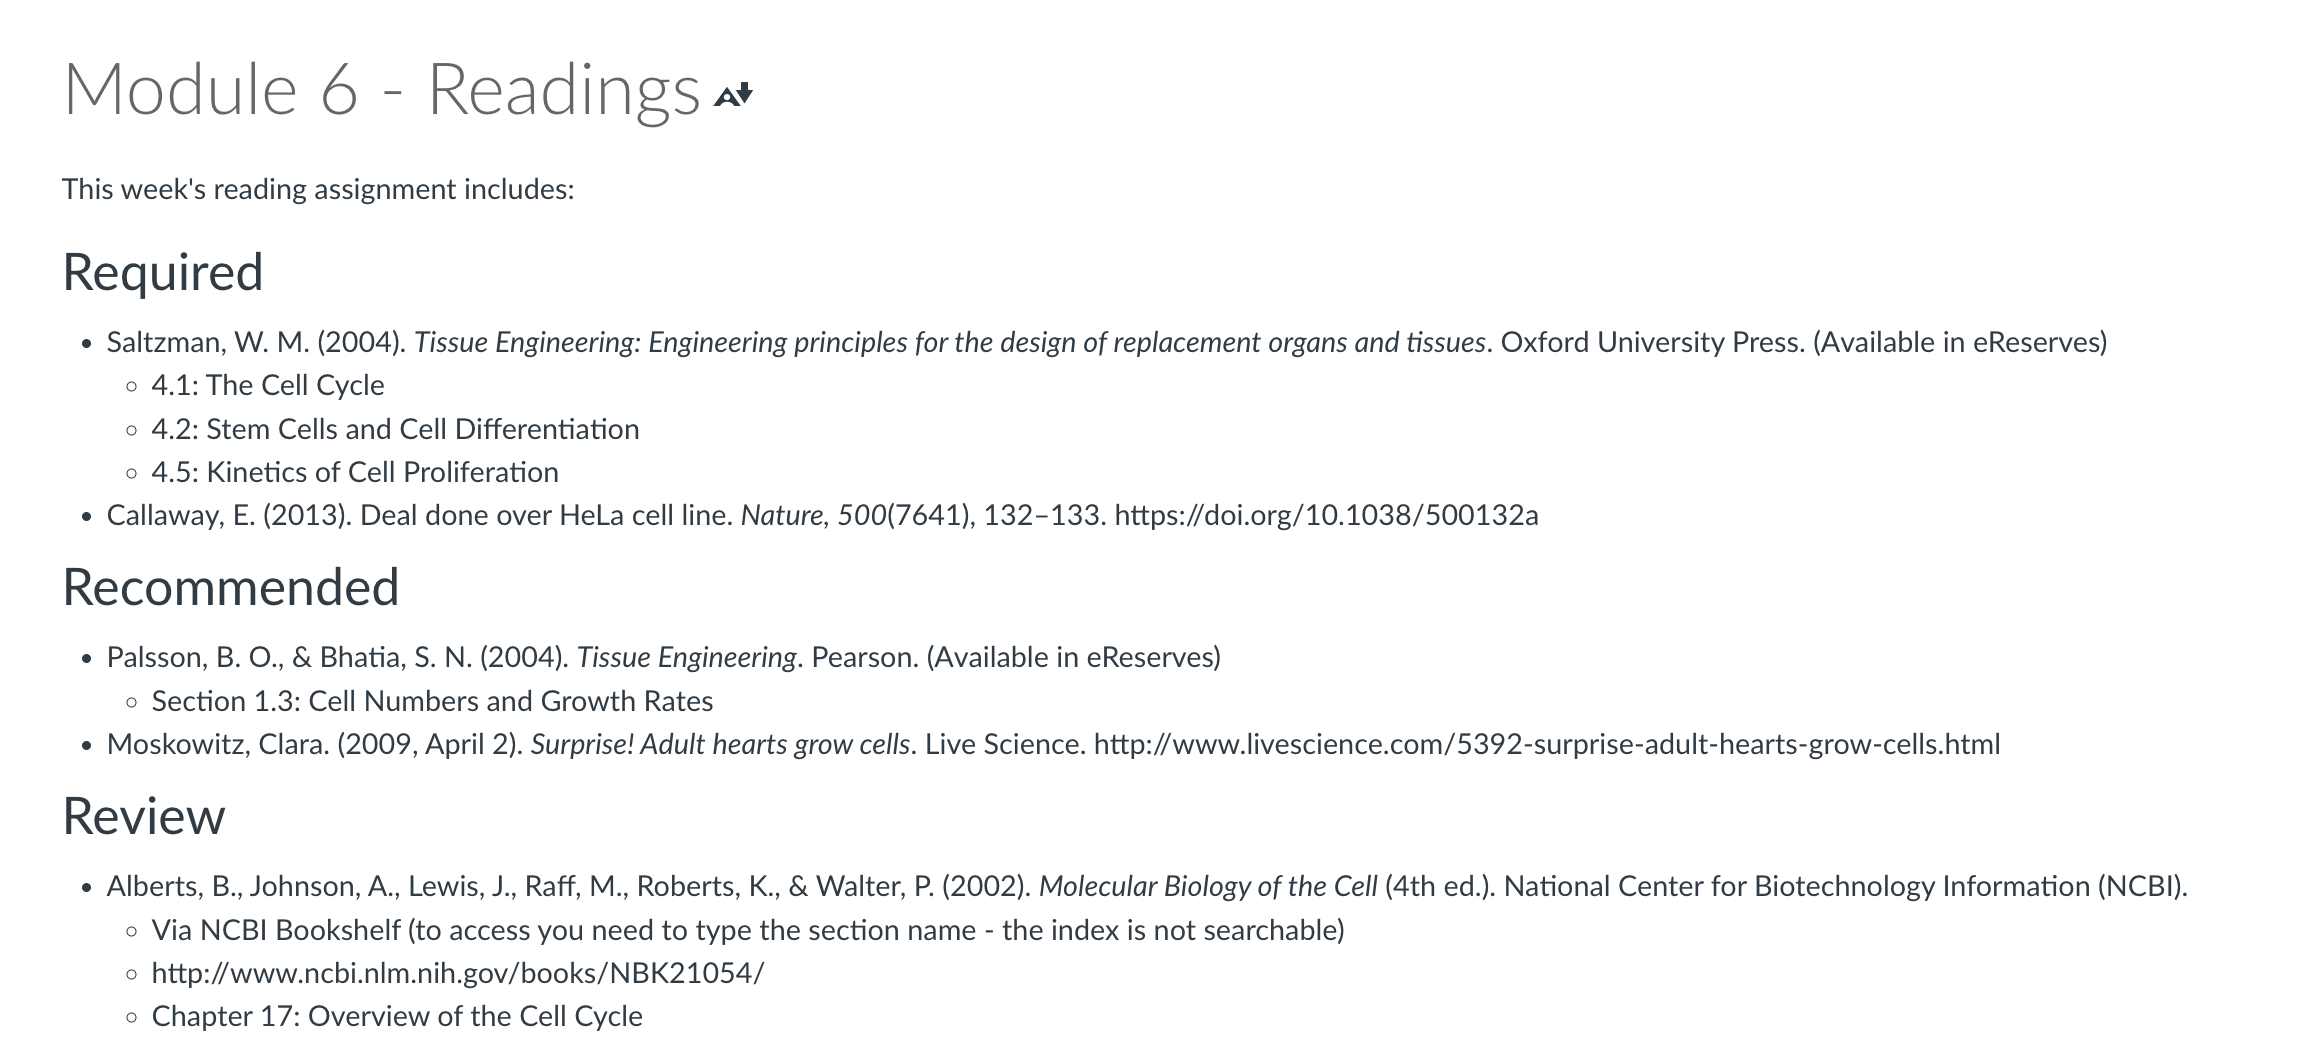 Module 6 - Readings
This week's reading assignment includes:
Required
• Saltzman, W. M. (2004). Tissue Engineering: Engineering principles for the design of replacement organs and tissues. Oxford University Press. (Available in eReserves)
◦ 4.1: The Cell Cycle
◦ 4.2: Stem Cells and Cell Differentiation
◦ 4.5: Kinetics of Cell Proliferation
• Callaway, E. (2013). Deal done over HeLa cell line. Nature, 500(7641), 132–133. https://doi.org/10.1038/500132a
Recommended
• Palsson, B. O., & Bhatia, S. N. (2004). Tissue Engineering. Pearson. (Available in eReserves)
◦ Section 1.3: Cell Numbers and Growth Rates
• Moskowitz, Clara. (2009, April 2). Surprise! Adult hearts grow cells. Live Science. http://www.livescience.com/5392-surprise-adult-hearts-grow-cells.html
Review
• Alberts, B., Johnson, A., Lewis, J., Raff, M., Roberts, K., & Walter, P. (2002). Molecular Biology of the Cell (4th ed.). National Center for Biotechnology Information (NCBI).
◦ Via NCBI Bookshelf (to access you need to type the section name - the index is not searchable)
◦ http://www.ncbi.nlm.nih.gov/books/NBK21054/
◦ Chapter 17: Overview of the Cell Cycle